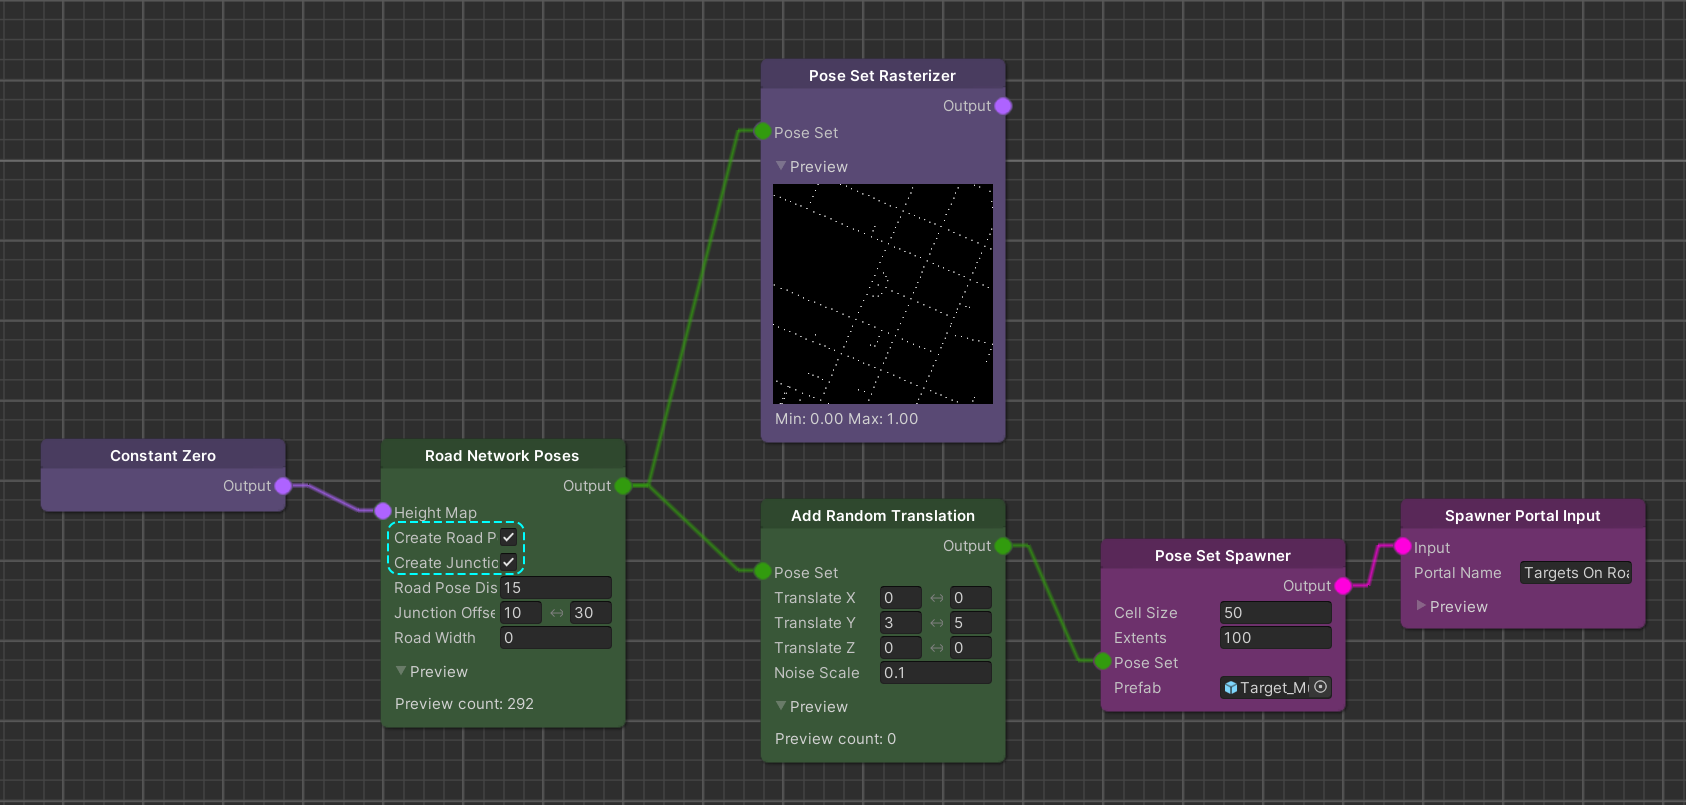 Pose Set Rasterizer
Output
Pose Set
Preview
Min: 0.00 Max: 1.00
Constant Zero
Output
Road Network Poses
Output
Height Map
Create Road P
Create Junctio
Road Pose Dis 15
Junction Offse 10 ↔ 30
Road Width 0
Preview
Preview count: 292
Add Random Translation
Output
Pose Set
Translate X 0 ↔ 0
Translate Y 3 ↔ 5
Translate Z 0 ↔ 0
Noise Scale 0.1
Preview
Preview count: 0
Pose Set Spawner
Output
Cell Size 50
Extents 100
Pose Set
Prefab Target_Mu
Spawner Portal Input
Input
Portal Name Targets On Roa
Preview